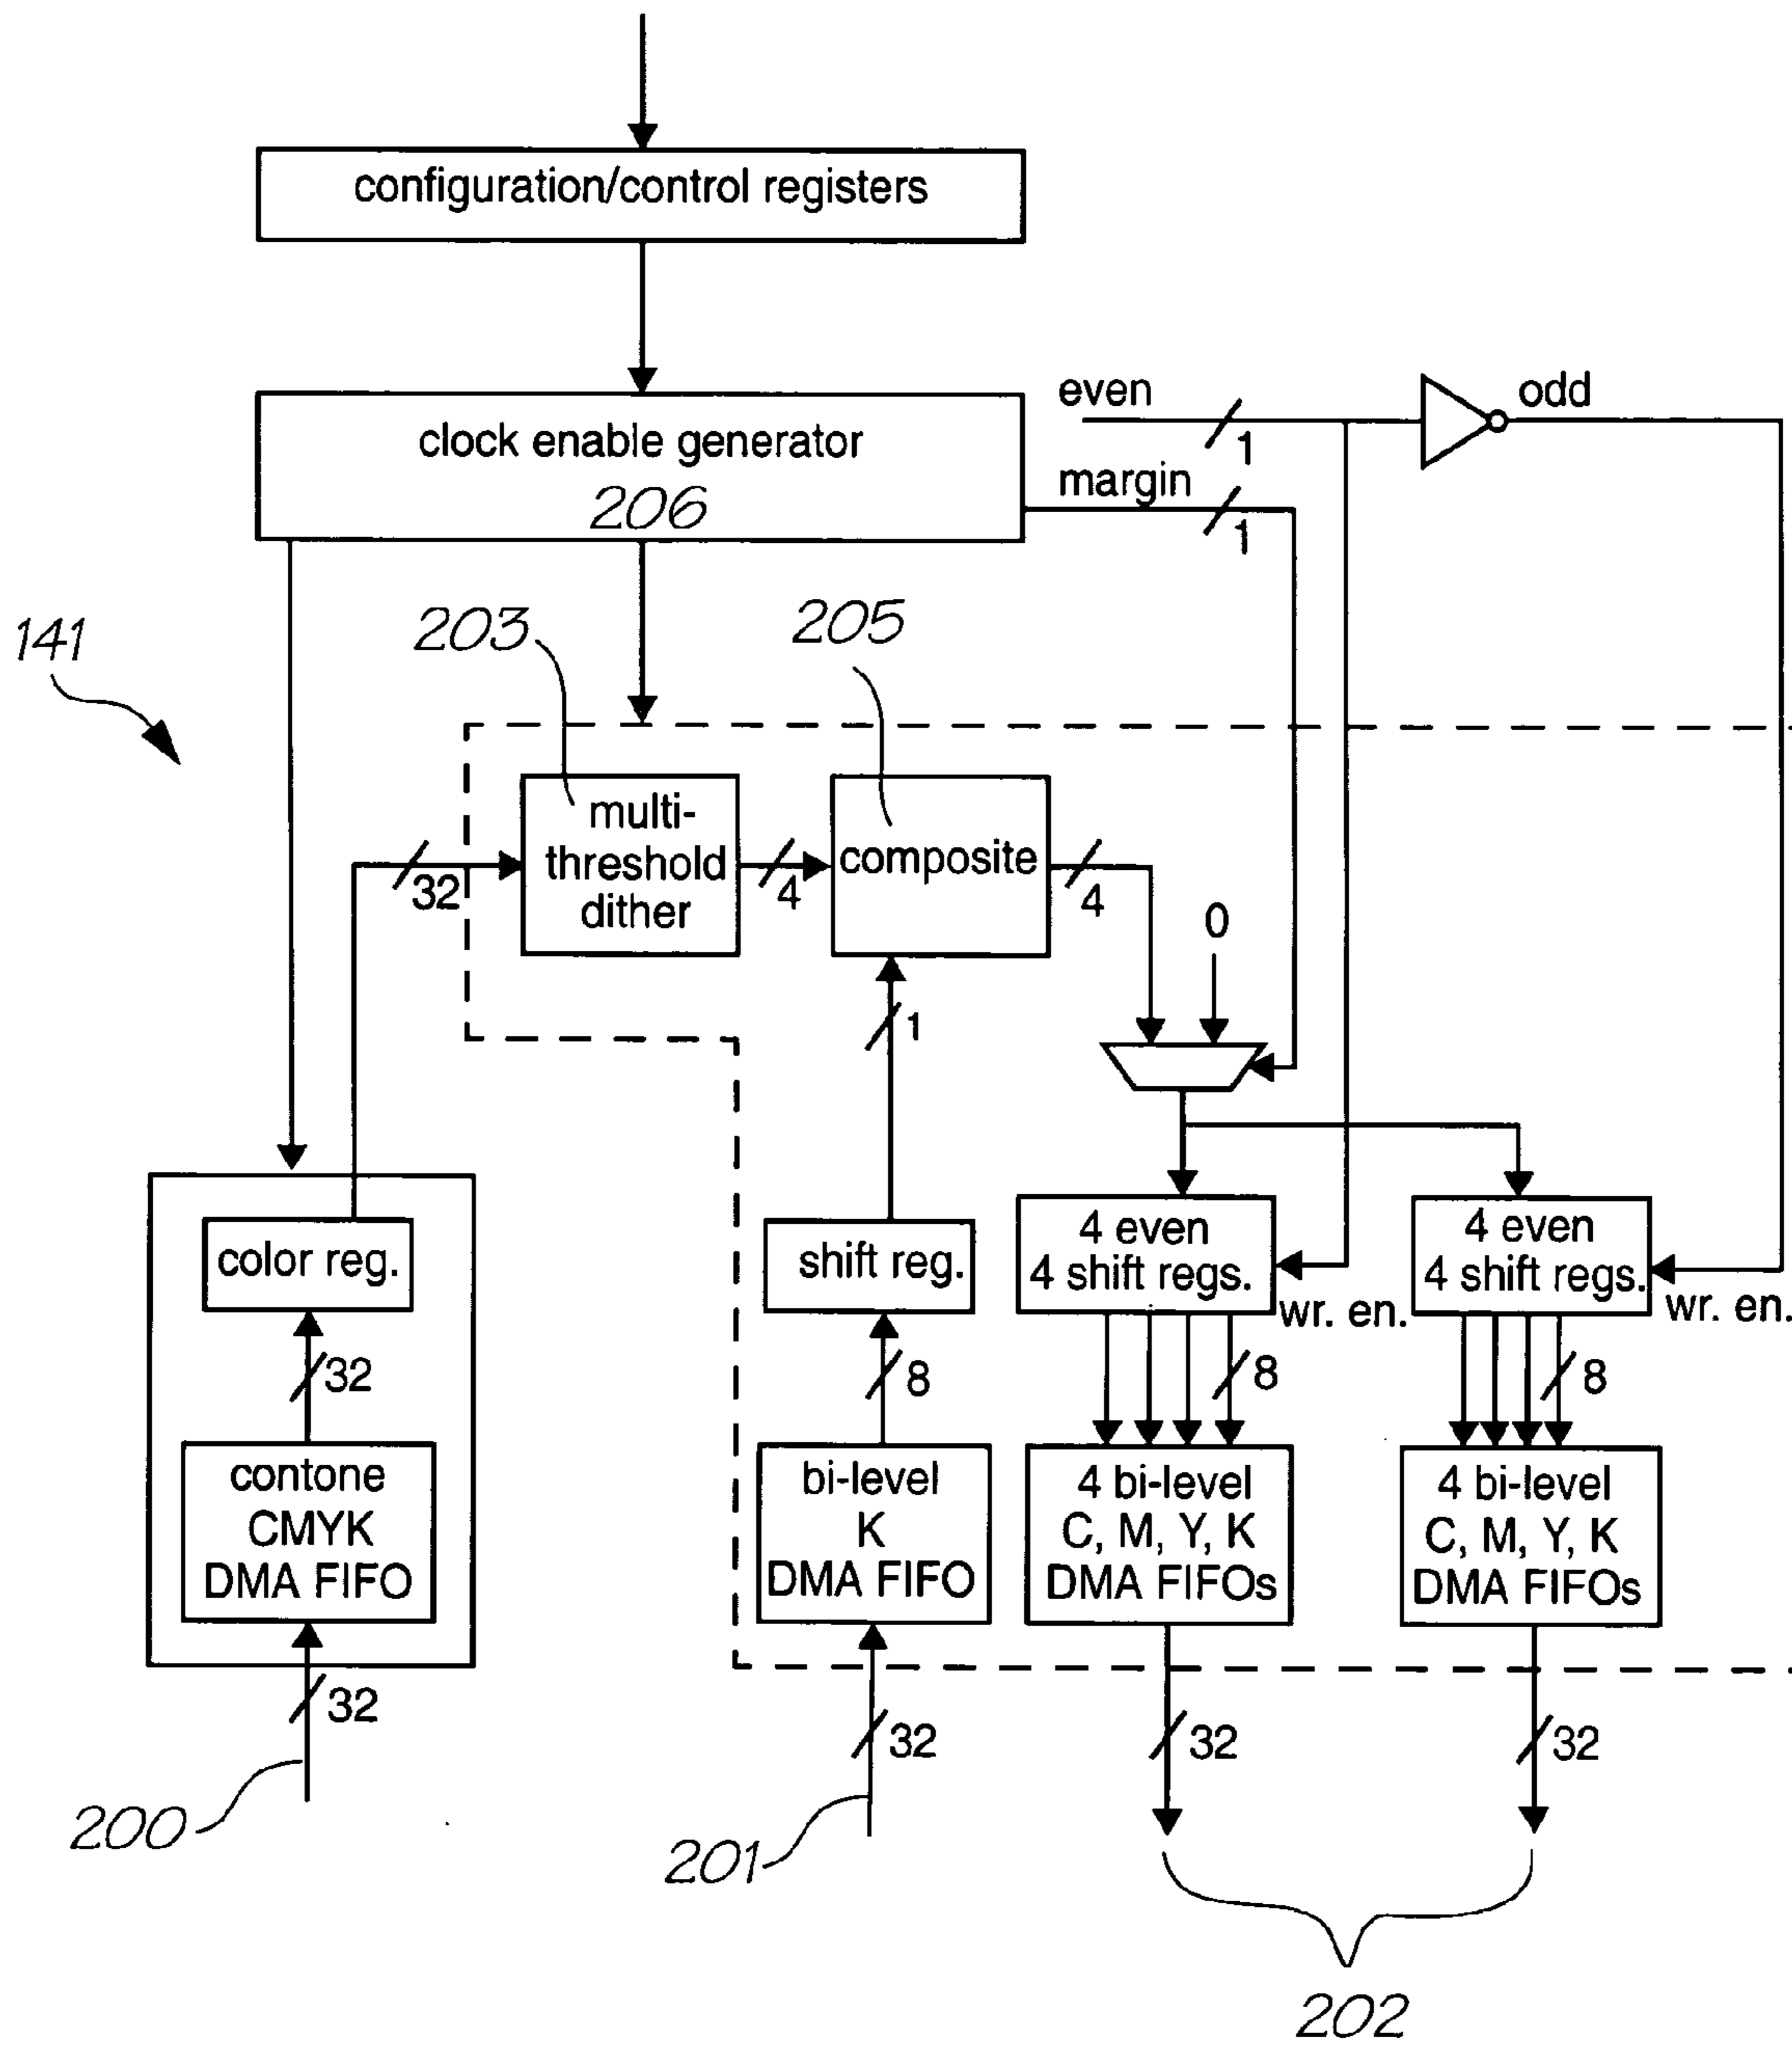 configuration/control registers
clock enable generator
206
even
1
odd
margin
1
141
203
205
multi-
threshold
dither
32
4
composite
4
0
1
color reg.
shift reg.
4 even
4 shift regs.
wr. en.
4 even
4 shift regs.
wr. en.
32
8
8
8
contone
CMYK
DMA FIFO
bi-level
K
DMA FIFO
4 bi-level
C, M, Y, K
DMA FIFOs
4 bi-level
C, M, Y, K
DMA FIFOs
32
32
32
32
200
201
202